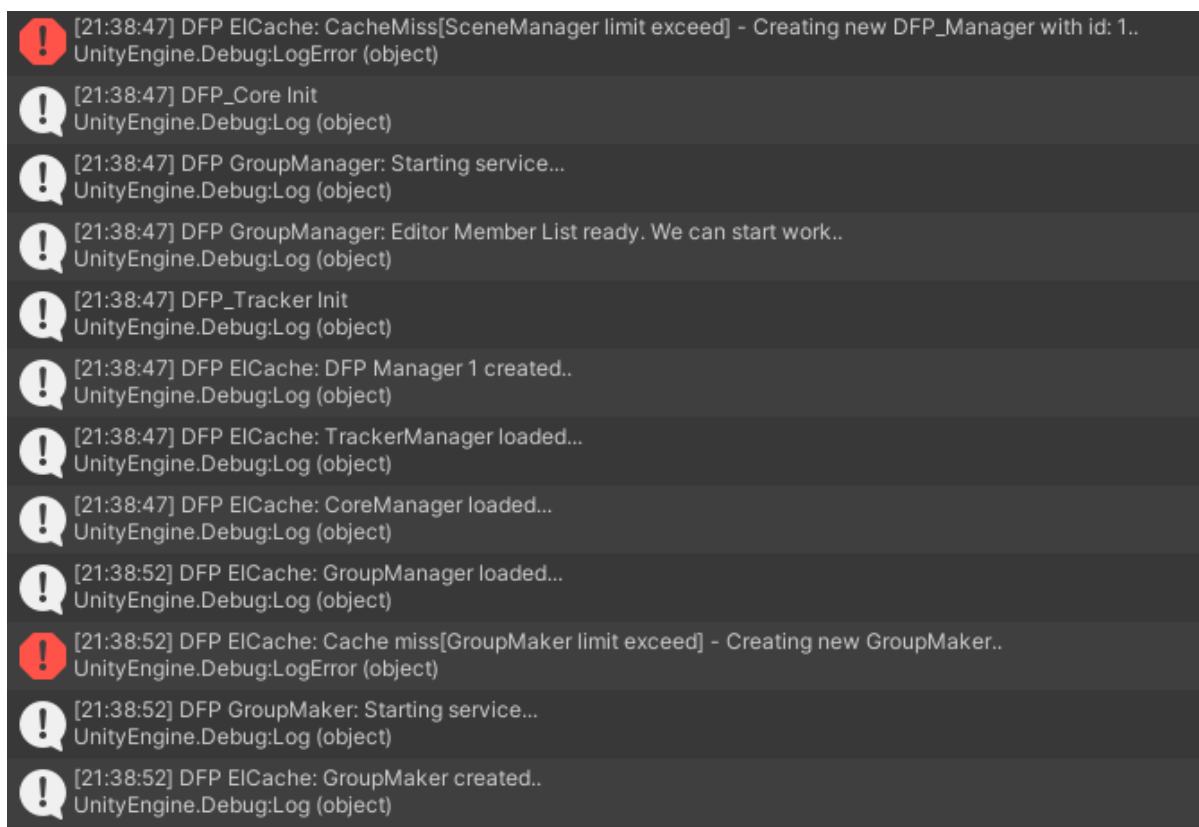 [21:38:47] DFP ElCache: CacheMiss[SceneManager limit exceed] - Creating new DFP_Manager with id: 1..
UnityEngine.Debug:LogError (object)
[21:38:47] DFP_Core Init
UnityEngine.Debug:Log (object)
[21:38:47] DFP GroupManager: Starting service...
UnityEngine.Debug:Log (object)
[21:38:47] DFP GroupManager: Editor Member List ready. We can start work..
UnityEngine.Debug:Log (object)
[21:38:47] DFP_Tracker Init
UnityEngine.Debug:Log (object)
[21:38:47] DFP ElCache: DFP Manager 1 created..
UnityEngine.Debug:Log (object)
[21:38:47] DFP ElCache: TrackerManager loaded...
UnityEngine.Debug:Log (object)
[21:38:47] DFP ElCache: CoreManager loaded...
UnityEngine.Debug:Log (object)
[21:38:52] DFP ElCache: GroupManager loaded...
UnityEngine.Debug:Log (object)
[21:38:52] DFP ElCache: Cache miss[GroupMaker limit exceed] - Creating new GroupMaker..
UnityEngine.Debug:LogError (object)
[21:38:52] DFP GroupMaker: Starting service...
UnityEngine.Debug:Log (object)
[21:38:52] DFP ElCache: GroupMaker created..
UnityEngine.Debug:Log (object)